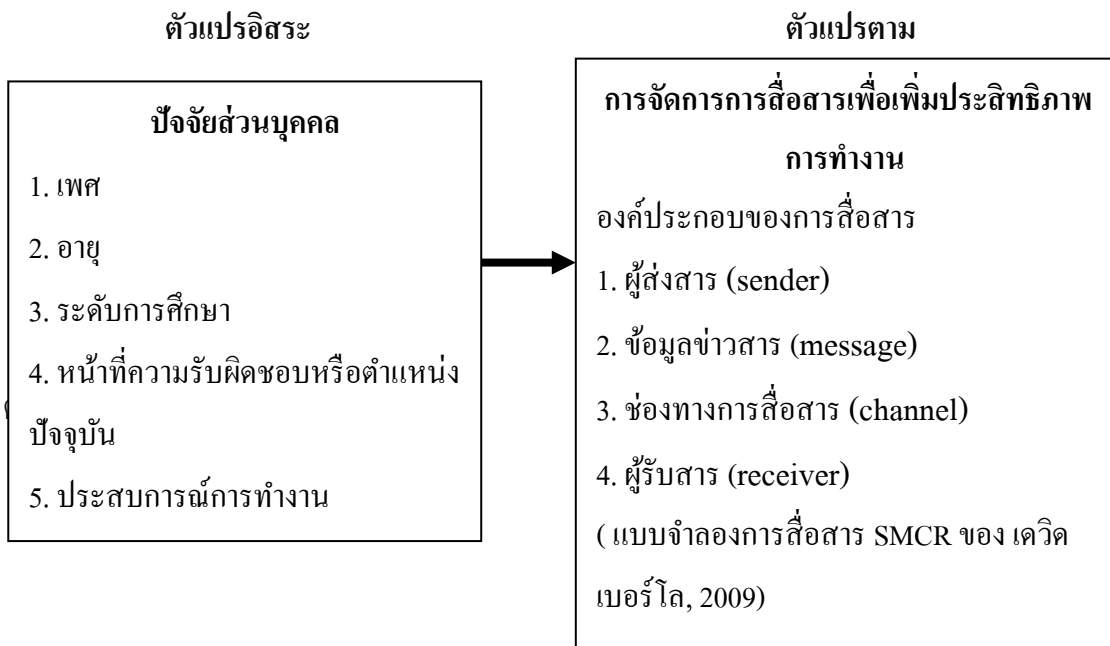 ตัวแปรอิสระ
ปัจจัยส่วนบุคคล
1. เพศ
2. อายุ
3. ระดับการศึกษา
4. หน้าที่ความรับผิดชอบหรือตำแหน่ง
ปัจจุบัน
5. ประสบการณ์การทำงาน
ตัวแปรตาม
การจัดการการสื่อสารเพื่อเพิ่มประสิทธิภาพ
การทำงาน
องค์ประกอบของการสื่อสาร
1. ผู้ส่งสาร (sender)
2. ข้อมูลข่าวสาร (message)
3. ช่องทางการสื่อสาร (channel)
4. ผู้รับสาร (receiver)
( แบบจำลองการสื่อสาร SMCR ของ เดวิด
เบอร์โล, 2009)